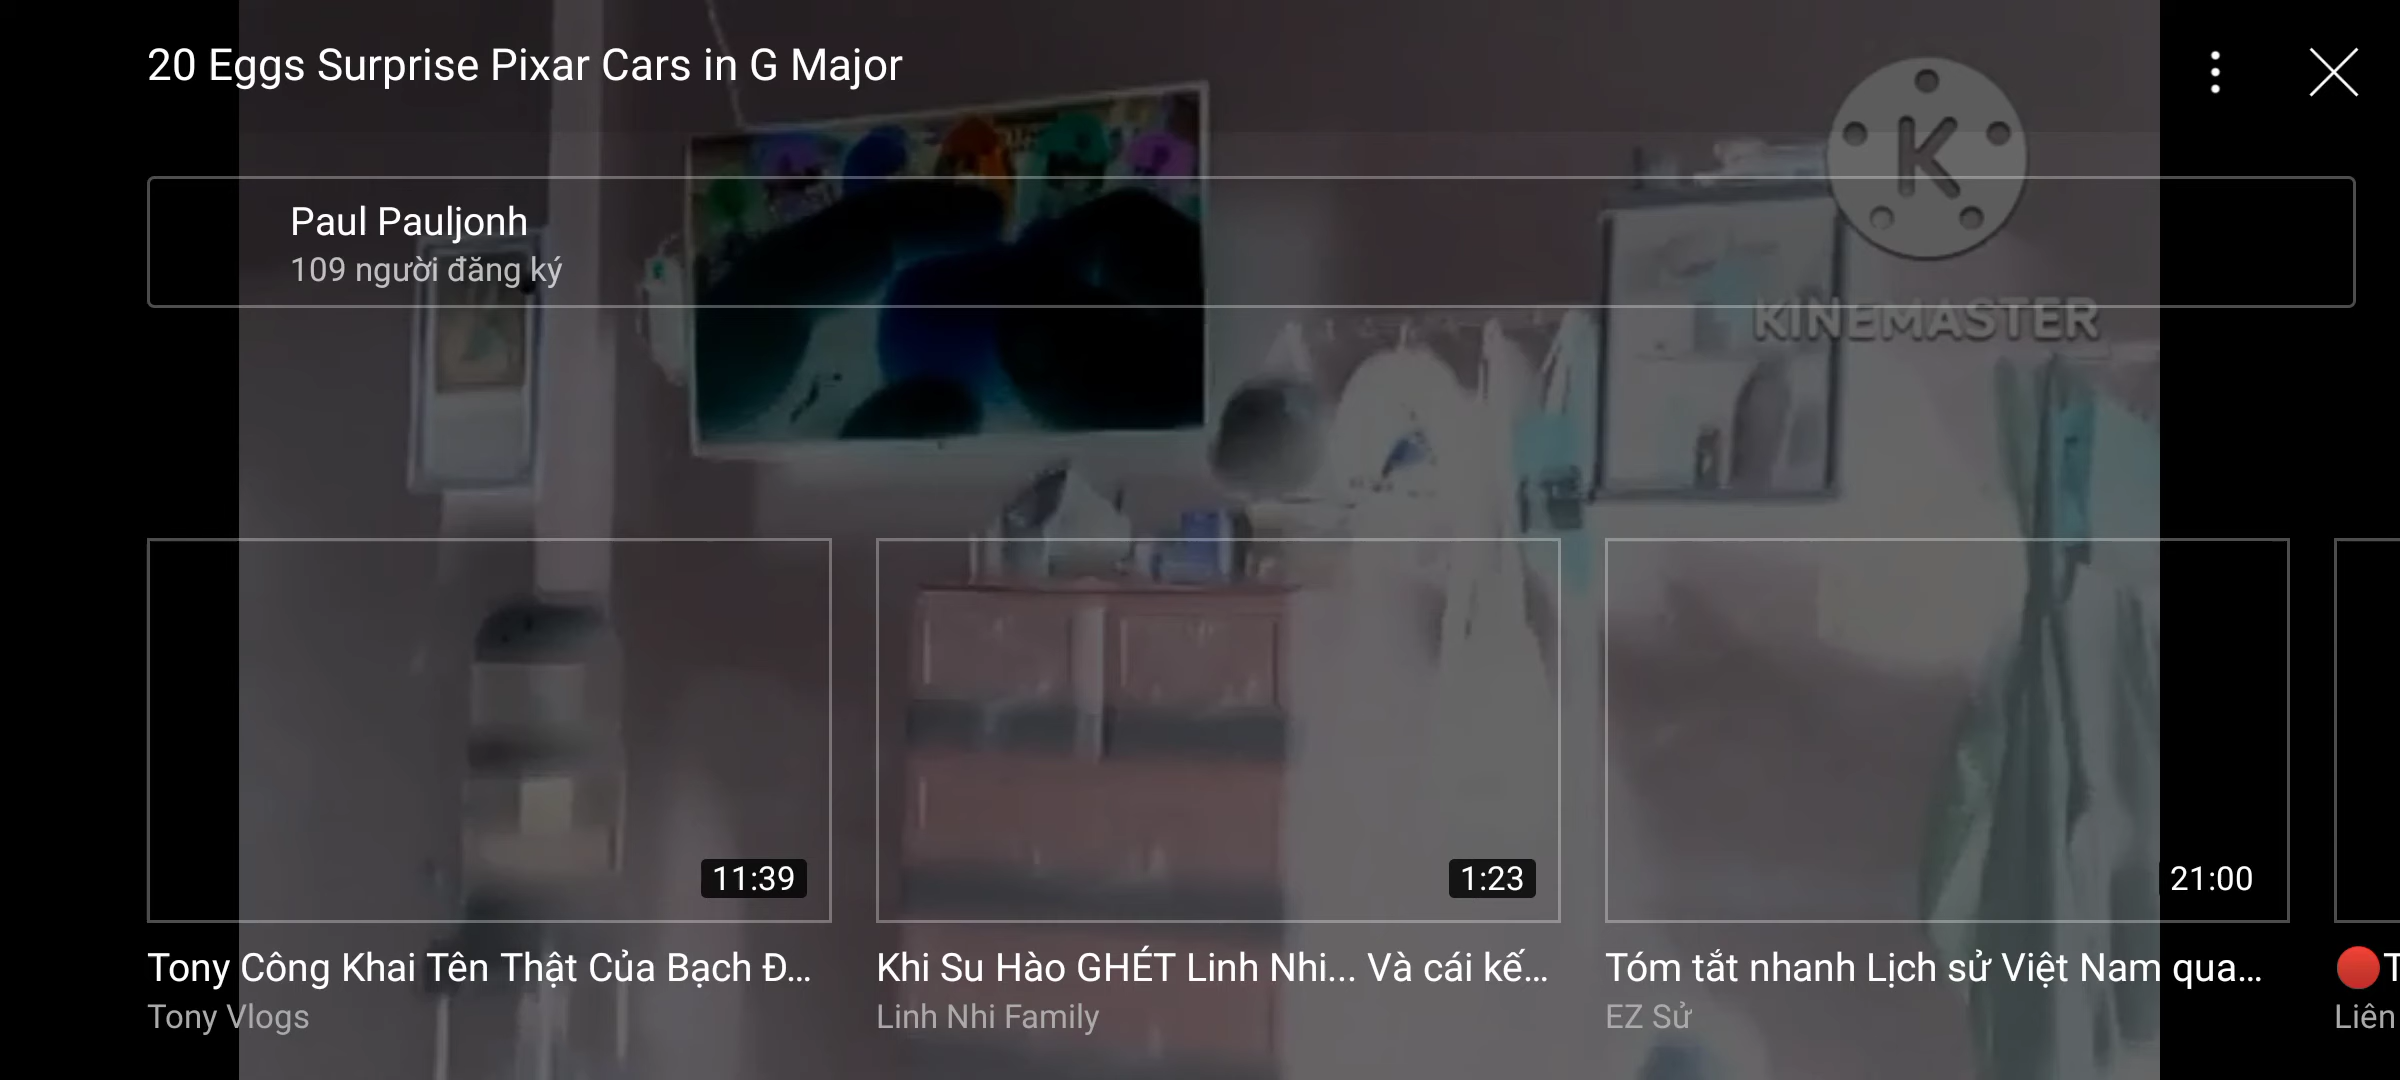 20 Eggs Surprise Pixar Cars in G Major
K
Paul Pauljonh
109 người đăng ký
KINEMASTER
11:39
1:23
21:00
Tony Công Khai Tên Thật Của Bạch Đ...
Tony Vlogs
Khi Su Hào GHÉT Linh Nhi... Và cái kế...
Linh Nhi Family
Tóm tắt nhanh Lịch sử Việt Nam qua...
EZ Sử
🔴T
Liên